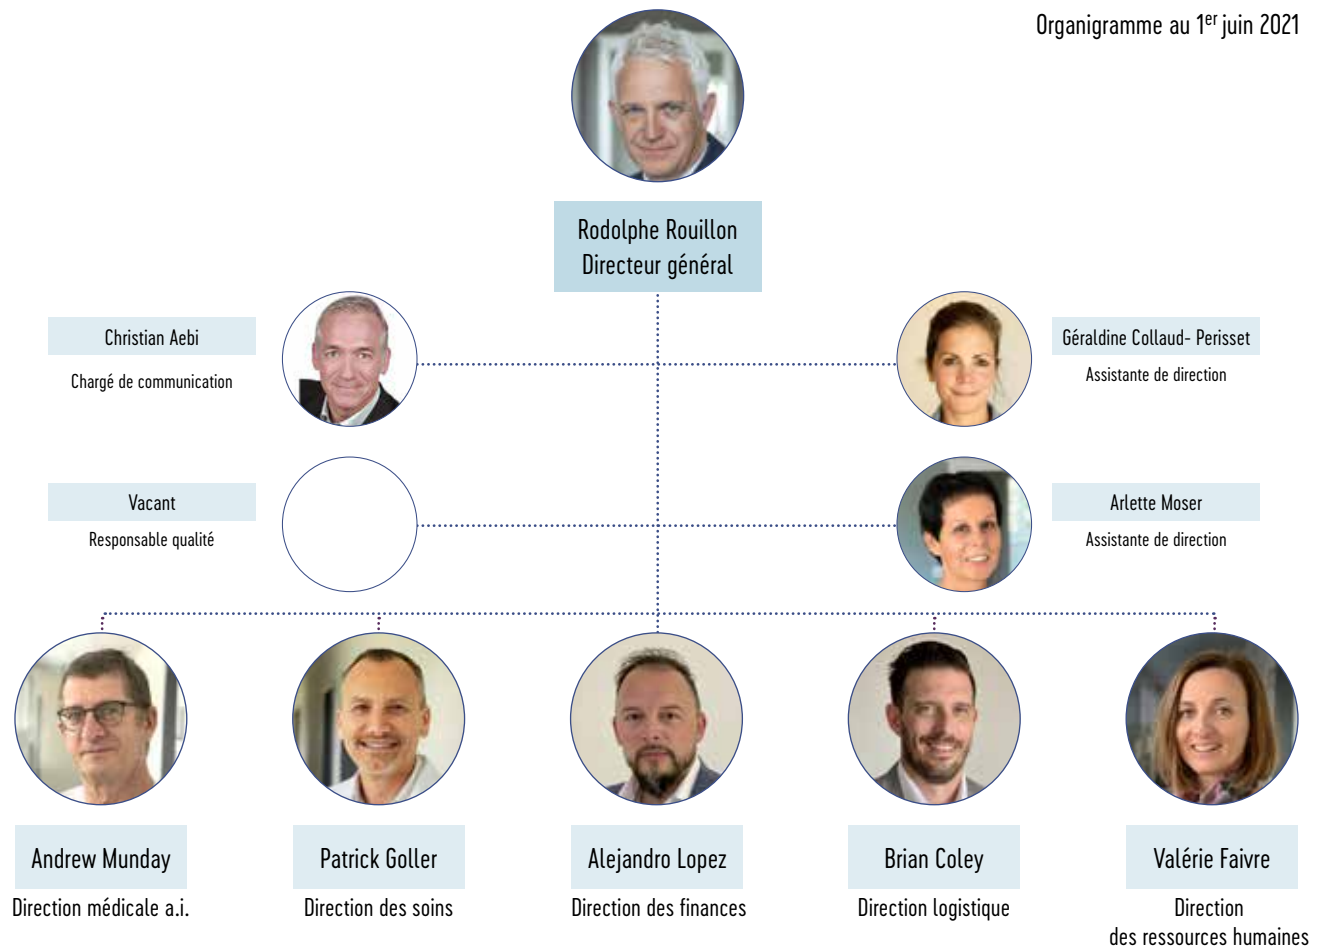 Organigramme au 1er juin 2021
Rodolphe Rouillon
Directeur général
Christian Aebi
Chargé de communication
Géraldine Collaud- Perisset
Assistante de direction
Vacant
Responsable qualité
Arlette Moser
Assistante de direction
Andrew Munday
Direction médicale a.i.
Patrick Goller
Direction des soins
Alejandro Lopez
Direction des finances
Brian Coley
Direction logistique
Valérie Faivre
Direction
des ressources humaines